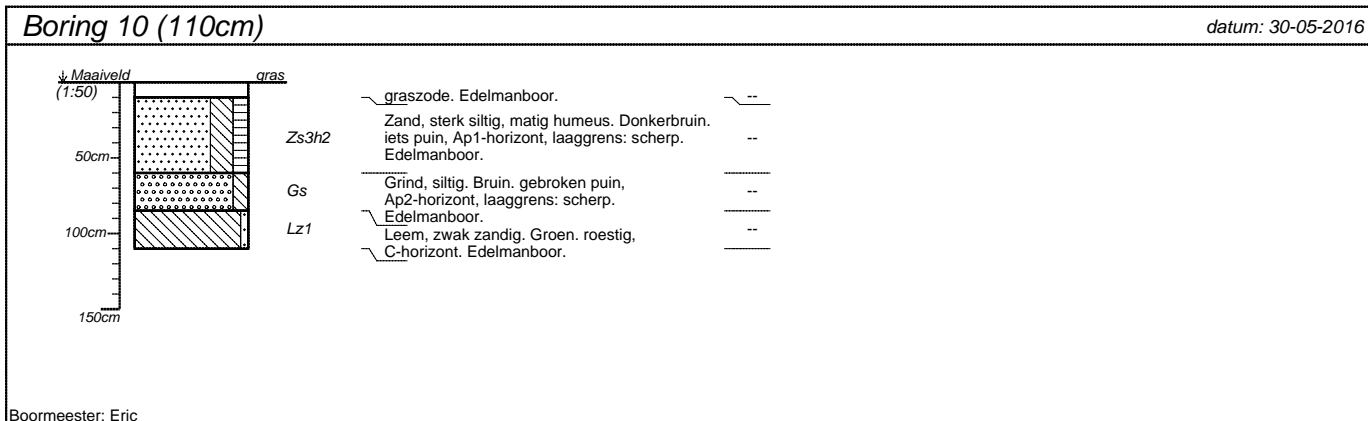 Boring 10 (110cm)
datum: 30-05-2016
Maaiveld
gras
(1:50)
graszode. Edelmanboor.
--
Zs3h2
Zand, sterk siltig, matig humeus. Donkerbruin.
iets puin, Ap1-horizont, laaggrens: scherp.
Edelmanboor.
--
50cm
Gs
Grind, siltig. Bruin. gebroken puin,
Ap2-horizont, laaggrens: scherp.
Edelmanboor.
--
100cm
Lz1
Leem, zwak zandig. Groen. roestig,
C-horizont. Edelmanboor.
--
150cm
Boormeester: Eric